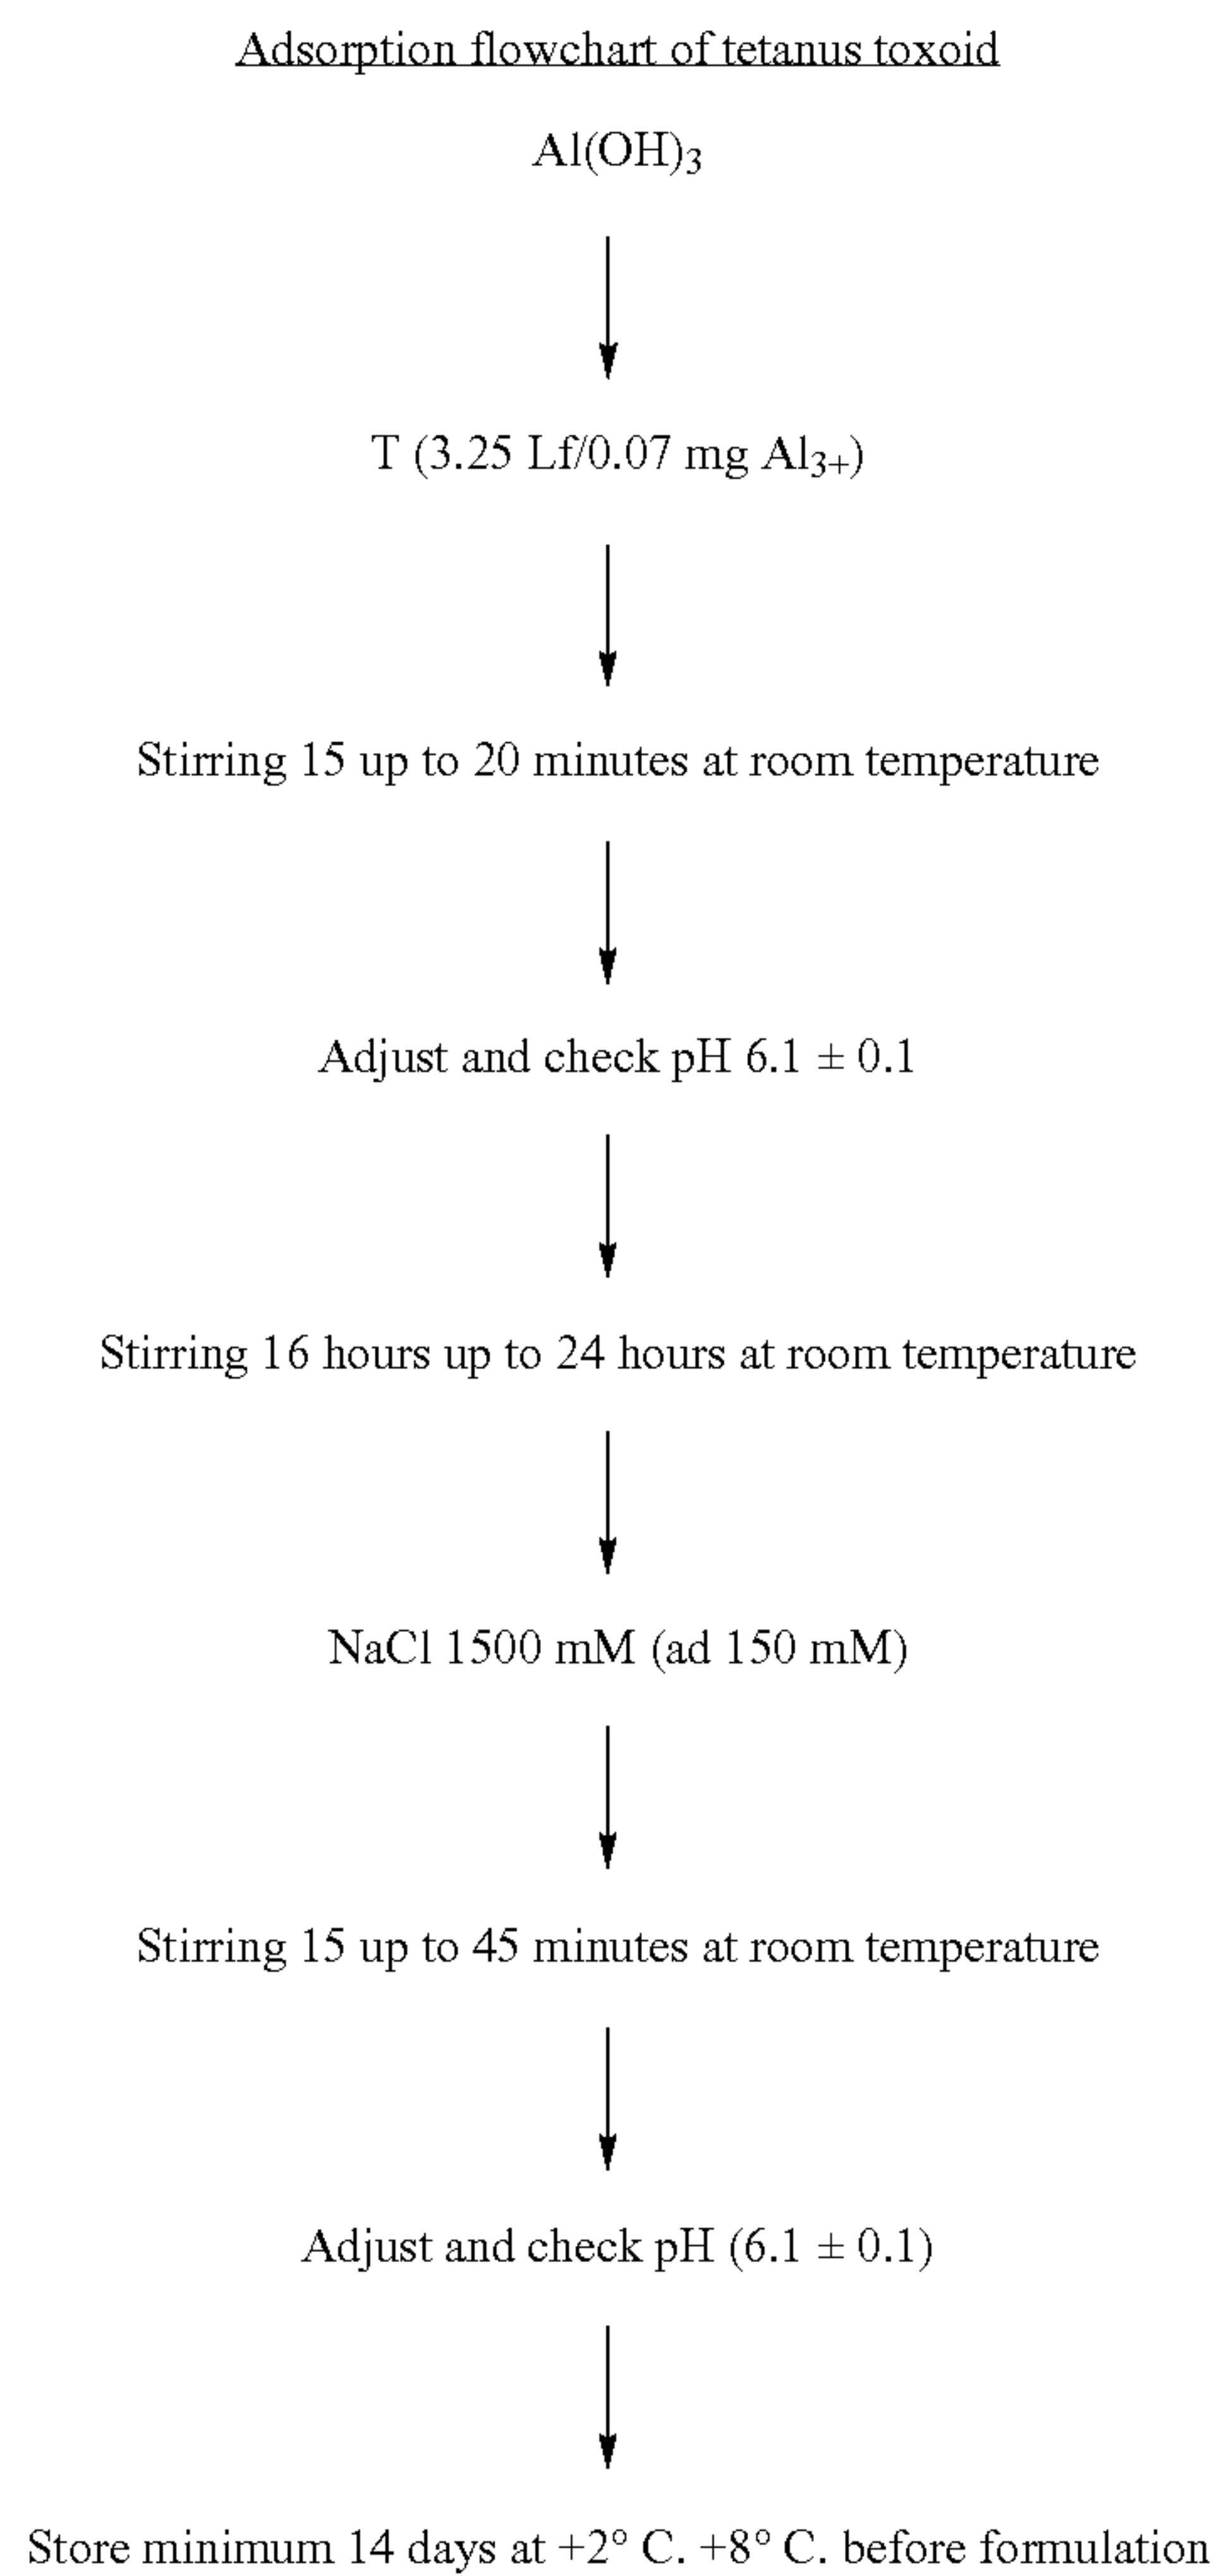 Adsorption flowchart of tetanus toxoid
Al(OH)3
T (3.25 Lf/0.07 mg Al3+)
Stirring 15 up to 20 minutes at room temperature
Adjust and check pH 6.1 ± 0.1
Stirring 16 hours up to 24 hours at room temperature
NaCl 1500 mM (ad 150 mM)
Stirring 15 up to 45 minutes at room temperature
Adjust and check pH (6.1 ± 0.1)
Store minimum 14 days at +2° C. +8° C. before formulation